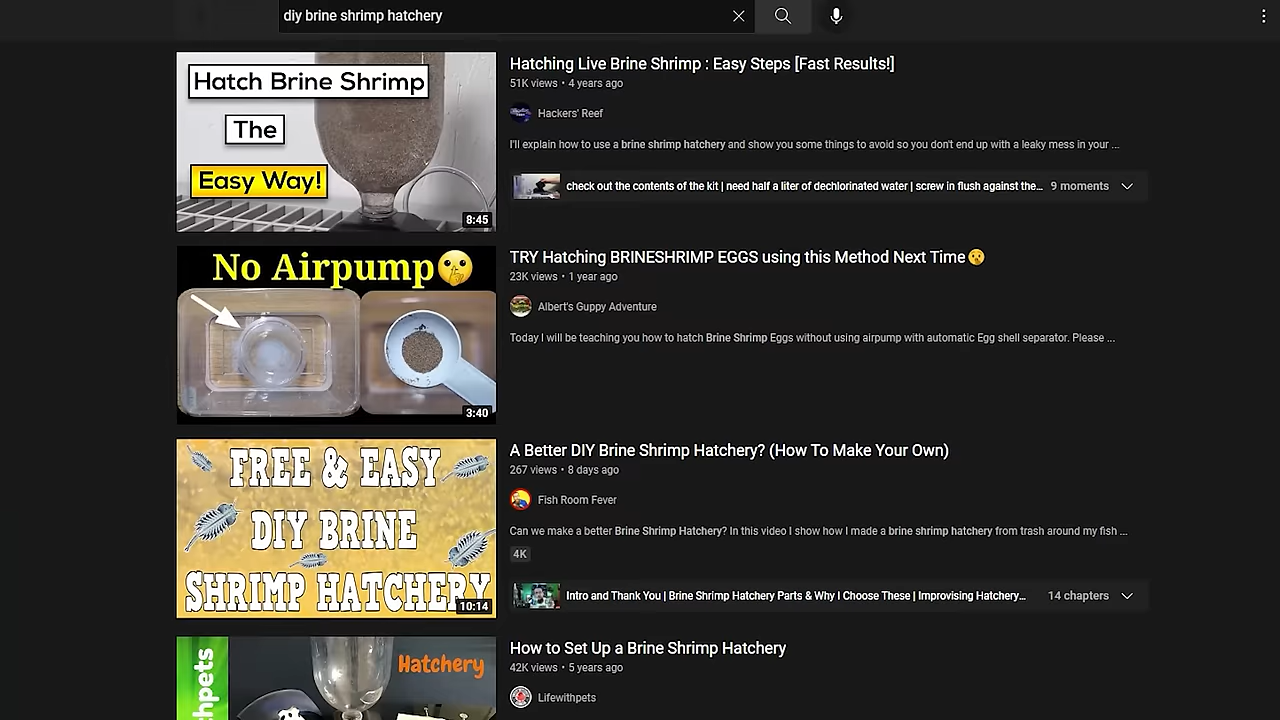 diy brine shrimp hatchery
Hatch Brine Shrimp
The
Easy Way!
8:45
Hatching Live Brine Shrimp : Easy Steps [Fast Results!]
51K views • 4 years ago
Hackers' Reef
I'll explain how to use a brine shrimp hatchery and show you some things to avoid so you don't end up with a leaky mess in your ...
check out the contents of the kit | need half a liter of dechlorinated water | screw in flush against the... 9 moments
No Airpump🤫
3:40
TRY Hatching BRINESHRIMP EGGS using this Method Next Time😯
23K views • 1 year ago
Albert's Guppy Adventure
Today I will be teaching you how to hatch Brine Shrimp Eggs without using airpump with automatic Egg shell separator. Please ...
FREE & EASY
DIY BRINE
SHRIMP HATCHERY
10:14
A Better DIY Brine Shrimp Hatchery? (How To Make Your Own)
267 views • 8 days ago
Fish Room Fever
Can we make a better Brine Shrimp Hatchery? In this video I show how I made a brine shrimp hatchery from trash around my fish ...
4K
Intro and Thank You | Brine Shrimp Hatchery Parts & Why I Choose These | Improvising Hatchery... 14 chapters
hpets
Hatchery
How to Set Up a Brine Shrimp Hatchery
42K views • 5 years ago
Lifewithpets